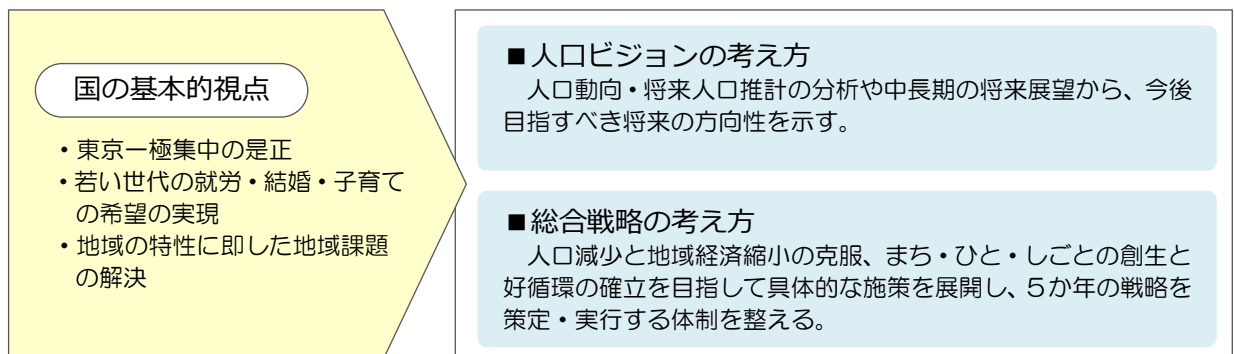 国の基本的視点
・東京一極集中の是正
・若い世代の就労・結婚・子育て
の希望の実現
・地域の特性に即した地域課題
の解決
■人口ビジョンの考え方
人口動向・将来人口推計の分析や中長期の将来展望から、今後
目指すべき将来の方向性を示す。
■総合戦略の考え方
人口減少と地域経済縮小の克服、まち・ひと・しごとの創生と
好循環の確立を目指して具体的な施策を展開し、５か年の戦略を
策定・実行する体制を整える。